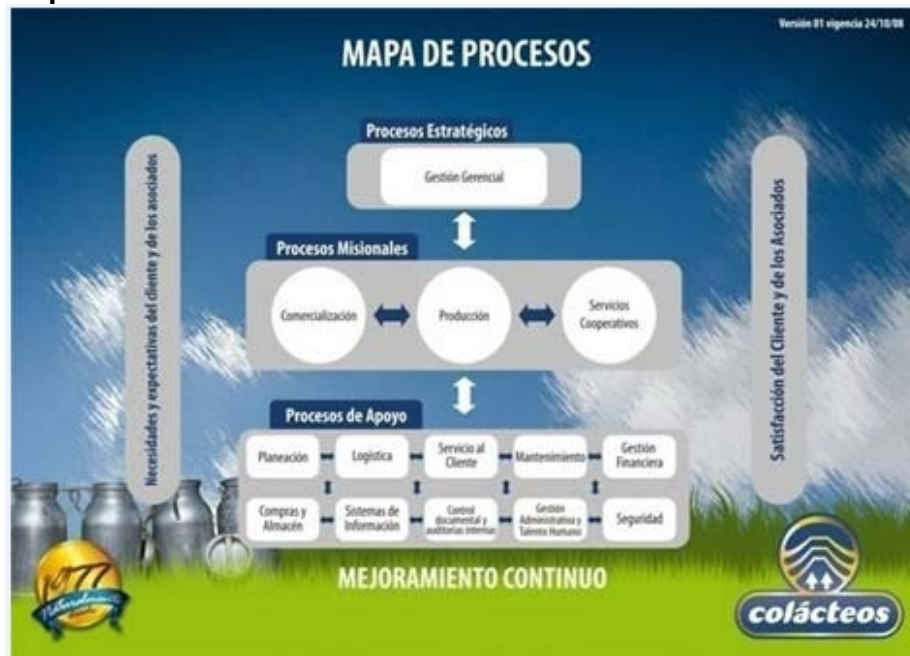 Versión 01 vigencia 24/10/08
MAPA DE PROCESOS
Necesidades y expectativas del cliente y de los asociados
Procesos Estratégicos
Gestión Gerencial
Procesos Misionales
Comercialización
Producción
Servicios
Cooperativos
Procesos de Apoyo
Planeación
Logística
Servicio al
Cliente
Mantenimiento
Gestión
Financiera
Compras y
Almacén
Sistemas de
Información
Control
documental y
auditorías internas
Gestión
Administrativa y
Talento Humano
Seguridad
Satisfacción del Cliente y de los Asociados
MEJORAMIENTO CONTINUO
1977
colácteos